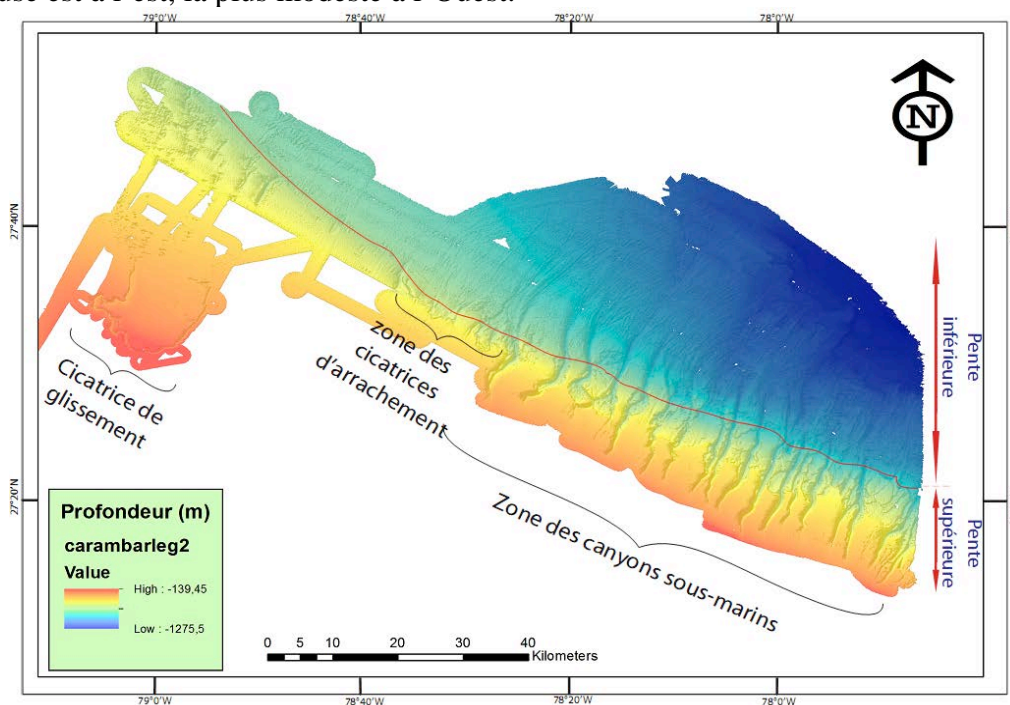 use est à l'est, la plus modeste à l'Ouest.
79°0'W 78°40'W 78°20'W 78°0'W
N
27°40'N
27°20'N
zone des
cicatrices
d'arrachement
Cicatrice de
glissement
Zone des canyons sous-marins
Pente
inférieure
Pente
supérieure
Profondeur (m)
carambarleg2
Value
High : -139,45
Low : -1275,5
0 5 10 20 30 40
Kilometers
79°0'W 78°40'W 78°20'W 78°0'W